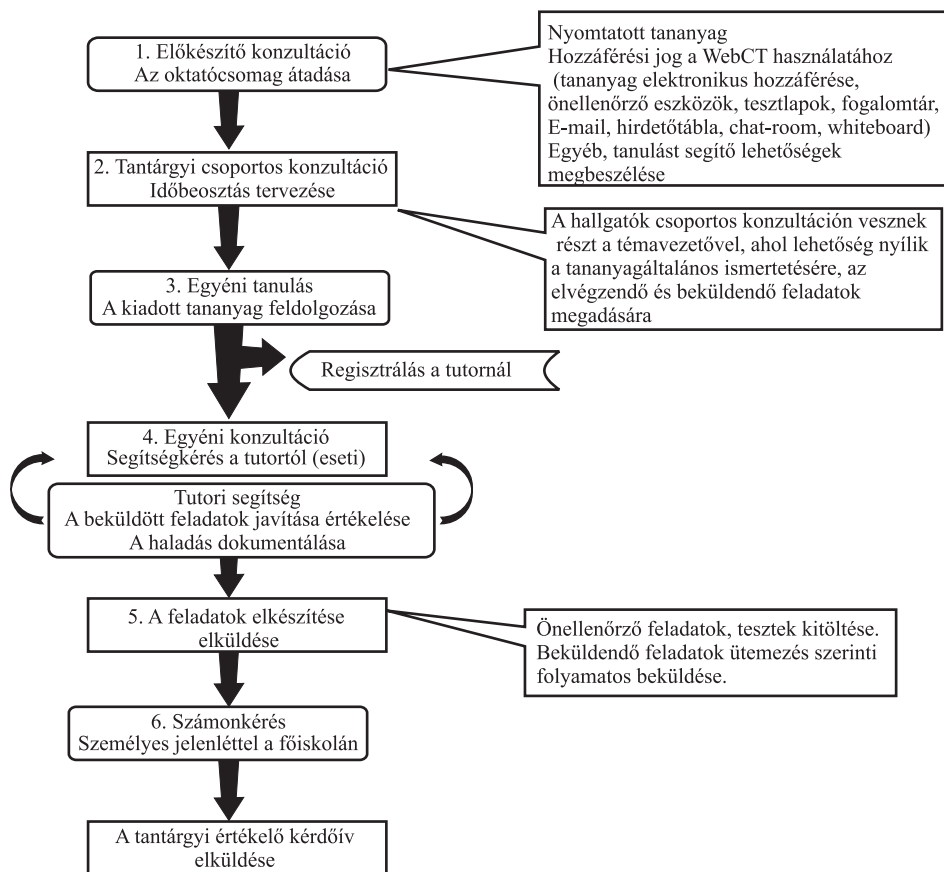 1. Előkészítő konzultáció
Az oktatócsomag átadása
Nyomtatott tananyag
Hozzáférési jog a WebCT használatához
(tananyag elektronikus hozzáférése,
önellenőrző eszközök, tesztlapok, fogalomtár,
E-mail, hirdetőtábla, chat-room, whiteboard)
Egyéb, tanulást segítő lehetőségek
megbeszélése
2. Tantárgyi csoportos konzultáció
Időbeosztás tervezése
A hallgatók csoportos konzultáción vesznek
részt a témavezetővel, ahol lehetőség nyílik
a tananyagáltalános ismertetésére, az
elvégzendő és beküldendő feladatok
megadására
3. Egyéni tanulás
A kiadott tananyag feldolgozása
Regisztrálás a tutornál
4. Egyéni konzultáció
Segítségkérés a tutortól (eseti)
Tutori segítség
A beküldött feladatok javítása értékelése
A haladás dokumentálása
5. A feladatok elkészítése
elküldése
Önellenőrző feladatok, tesztek kitöltése.
Beküldendő feladatok ütemezés szerinti
folyamatos beküldése.
6. Számonkérés
Személyes jelenléttel a főiskolán
A tantárgyi értékelő kérdőív
elküldése